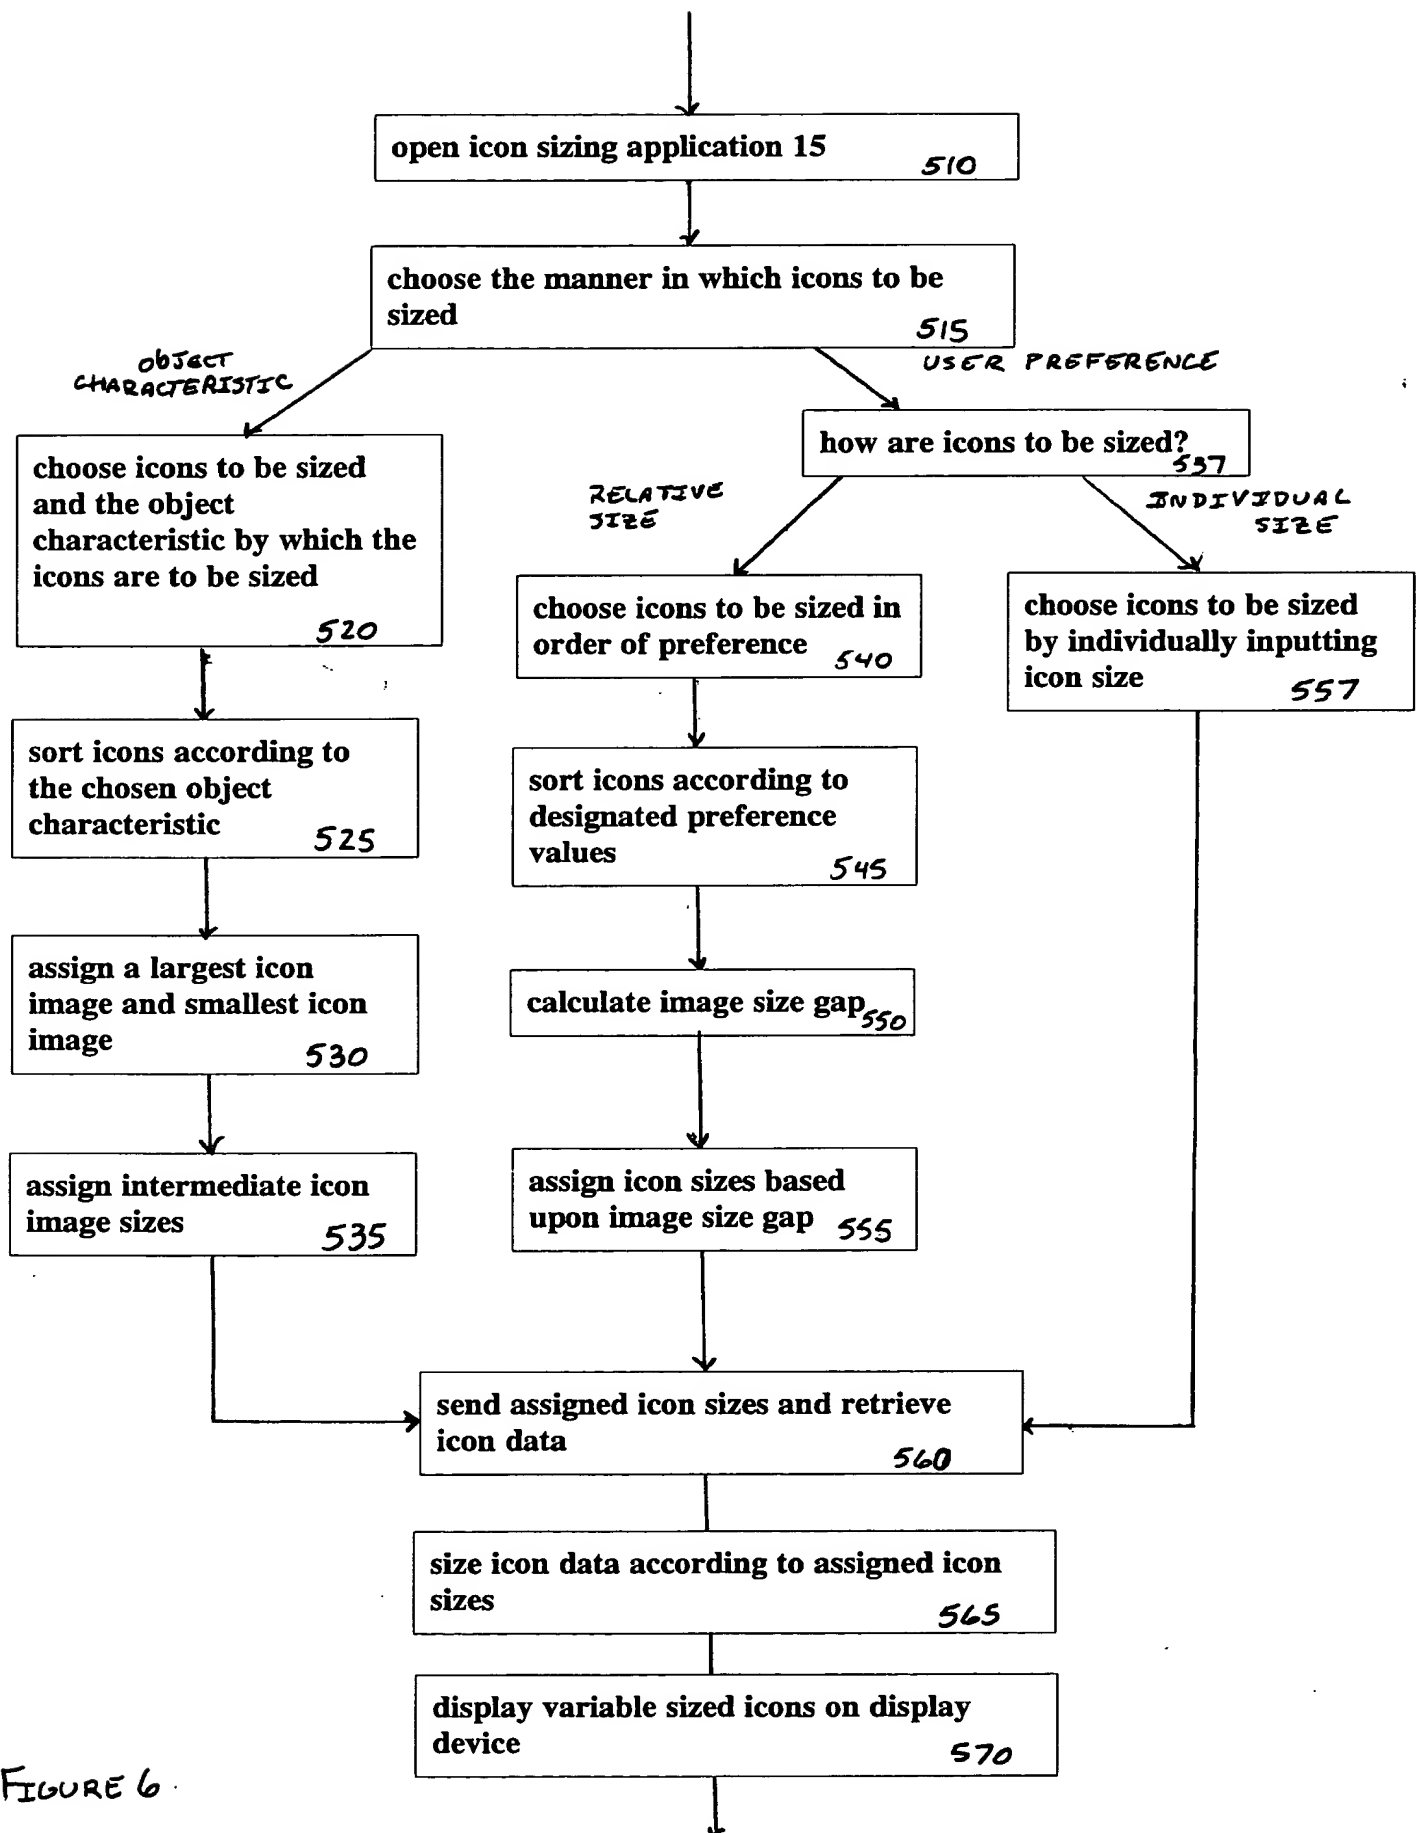 open icon sizing application 15
510
choose the manner in which icons to be
sized
515
OBJECT
CHARACTERISTIC
USER PREFERENCE
how are icons to be sized?
537
choose icons to be sized
and the object
characteristic by which the
icons are to be sized
520
RELATIVE
SIZE
INDIVIDUAL
SIZE
choose icons to be sized in
order of preference
540
choose icons to be sized
by individually inputting
icon size
557
sort icons according to
the chosen object
characteristic
525
sort icons according to
designated preference
values
545
assign a largest icon
image and smallest icon
image
530
calculate image size gap
550
assign intermediate icon
image sizes
535
assign icon sizes based
upon image size gap
555
send assigned icon sizes and retrieve
icon data
560
size icon data according to assigned icon
sizes
565
display variable sized icons on display
device
570
FIGURE 6